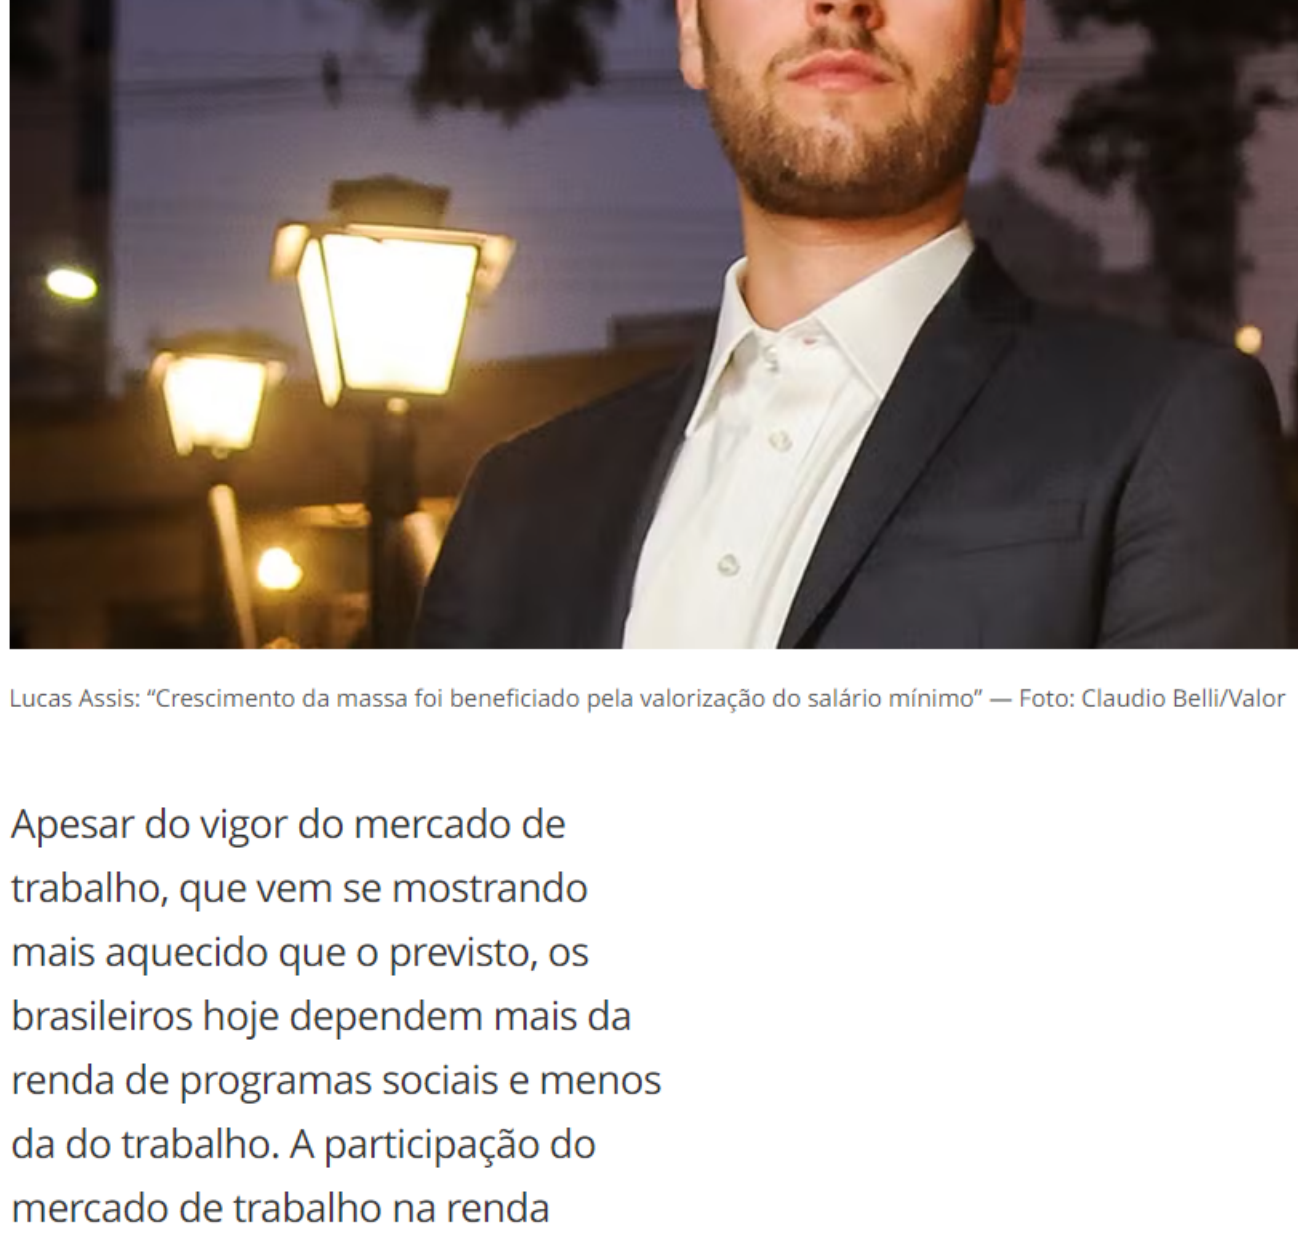 Lucas Assis: “Crescimento da massa foi beneficiado pela valorização do salário mínimo” — Foto: Claudio Belli/Valor
Apesar do vigor do mercado de
trabalho, que vem se mostrando
mais aquecido que o previsto, os
brasileiros hoje dependem mais da
renda de programas sociais e menos
da do trabalho. A participação do
mercado de trabalho na renda